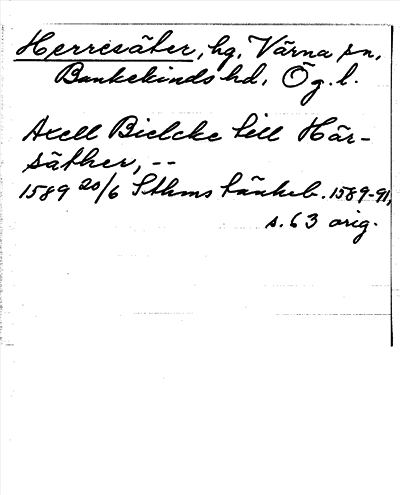 Herresäter, hg, Värna sn,
Bankekinds hd, Ög. l.
Axell Bielcke till Här-
säther, --
1589 20/6 Sthms tänkeb. 1589-91,
s. 63 orig.